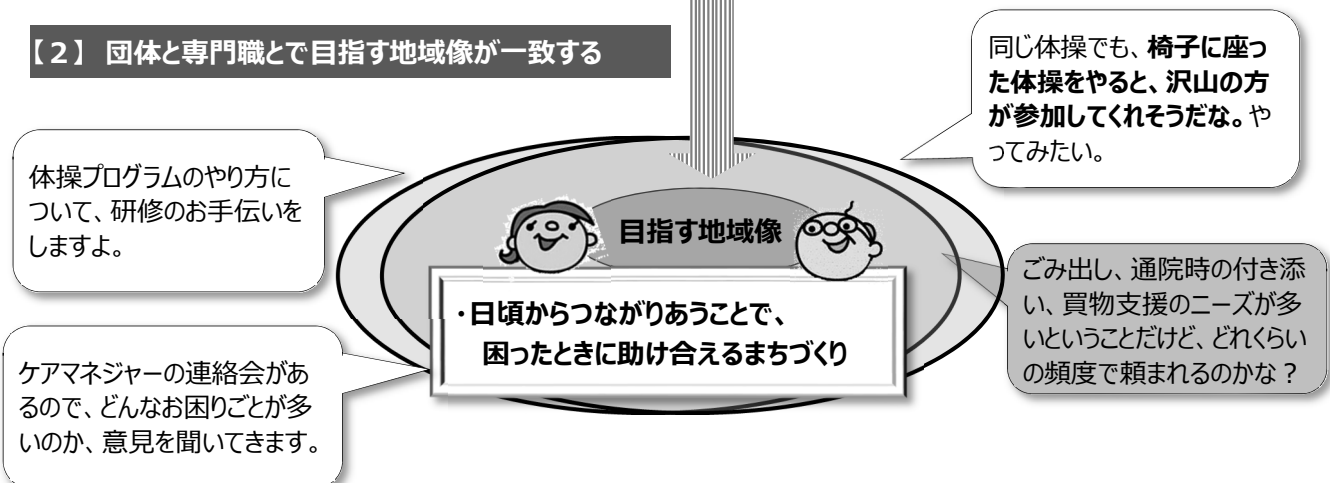 【２】 団体と専門職とで目指す地域像が一致する
同じ体操でも、椅子に座っ
た体操をやると、沢山の方
が参加してくれそうだな。や
ってみたい。
体操プログラムのやり方に
ついて、研修のお手伝いを
しますよ。
目指す地域像
・日頃からつながりあうことで、
困ったときに助け合えるまちづくり
ごみ出し、通院時の付き添
い、買物支援のニーズが多
いということだけど、どれくらい
の頻度で頼まれるのかな？
ケアマネジャーの連絡会があ
るので、どんなお困りごとが多
いのか、意見を聞いてきます。